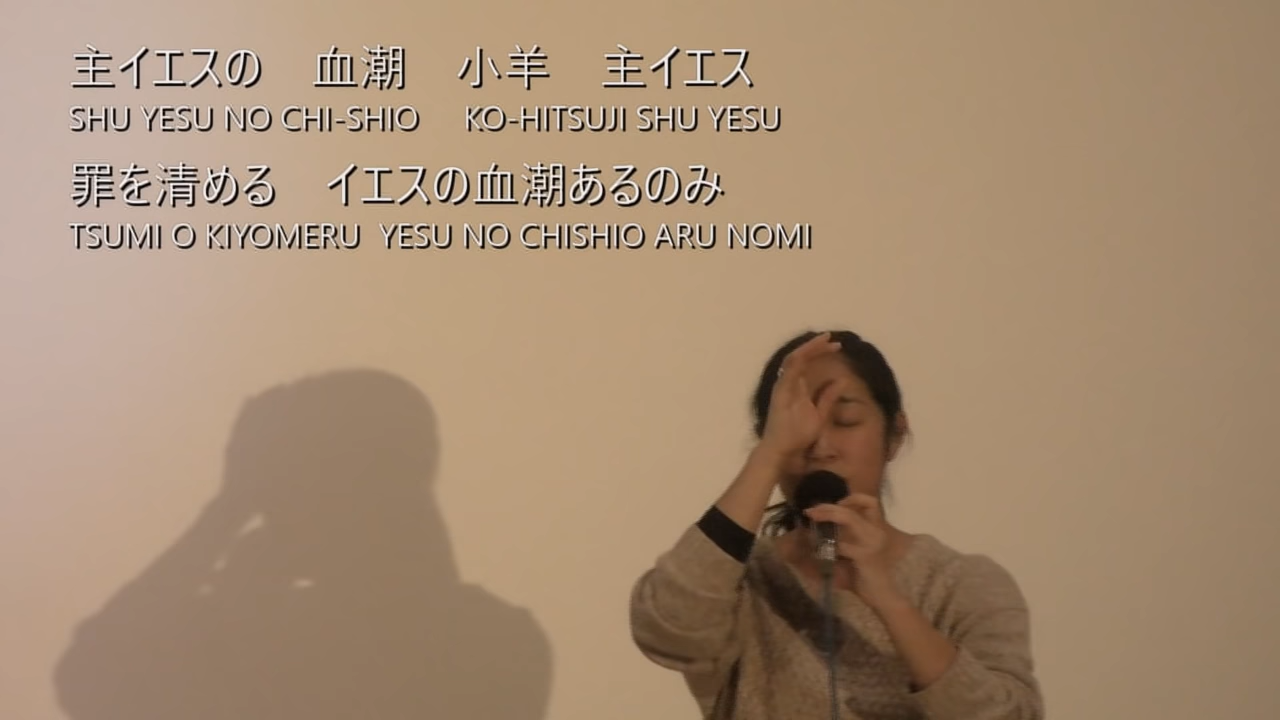 主イエスの　血潮　小羊　主イエス
SHU YESU NO CHI-SHIO KO-HITSUJI SHU YESU
罪を清める　イエスの血潮あるのみ
TSUMI O KIYOMERU YESU NO CHISHIO ARU NOMI